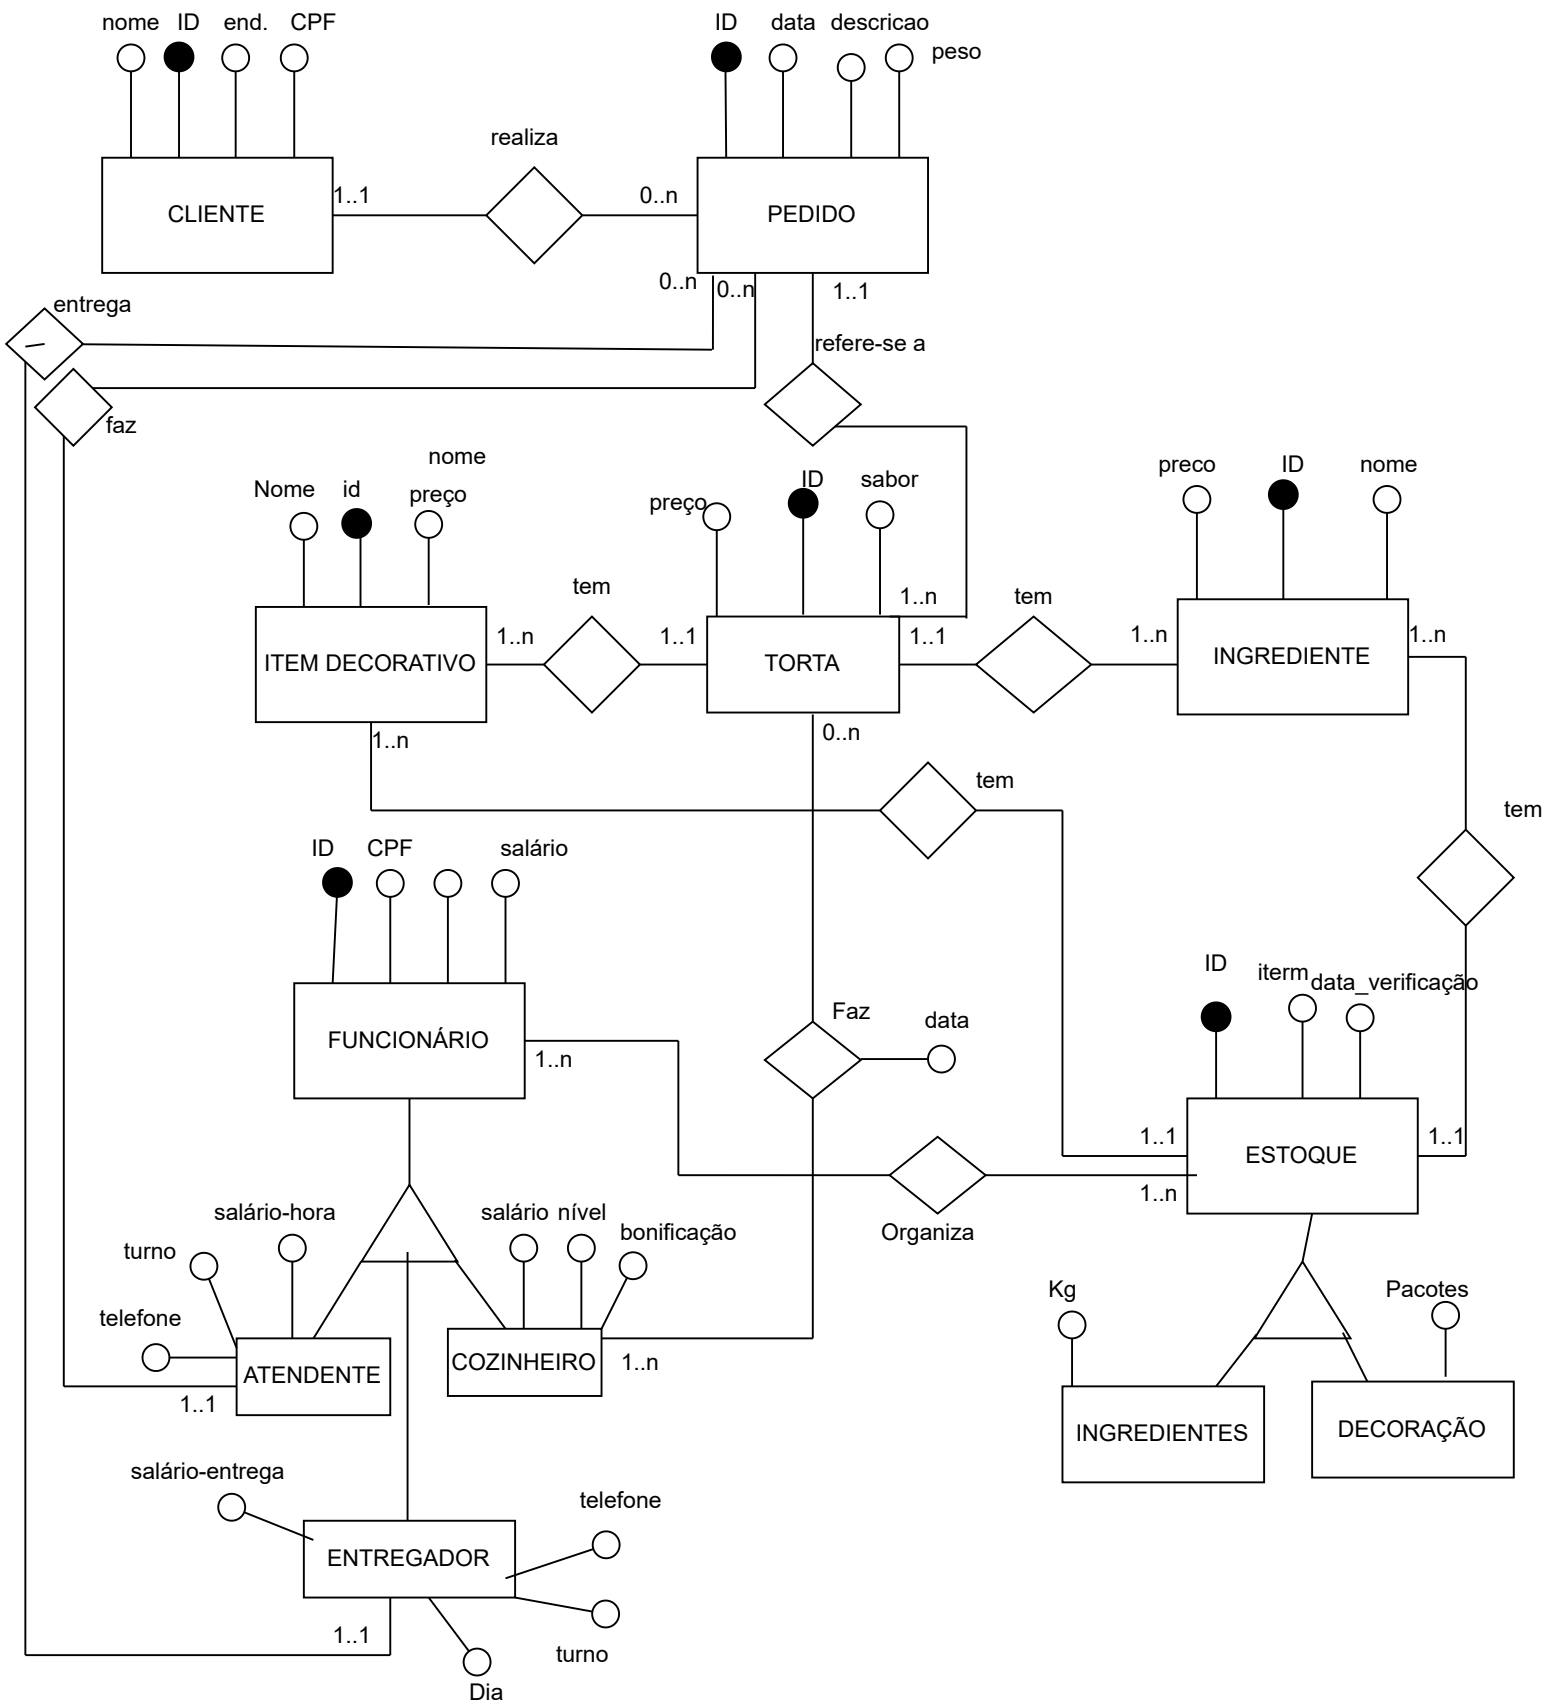 nome
ID
end.
CPF
ID
data
descricao
peso
realiza
1..1
0..n
CLIENTE
PEDIDO
0..n
0..n
1..1
entrega
refere-se a
faz
nome
Nome
id
preço
preço
ID
sabor
preco
ID
nome
tem
1..n
tem
1..n
1..1
1..1
1..n
1..n
ITEM DECORATIVO
TORTA
INGREDIENTE
1..n
0..n
tem
tem
ID
CPF
salário
ID
iterm
data_verificação
Faz
data
FUNCIONÁRIO
1..n
1..1
1..1
ESTOQUE
1..n
Organiza
salário-hora
turno
telefone
salário
nível
bonificação
Kg
Pacotes
ATENDENTE
COZINHEIRO
1..n
1..1
INGREDIENTES
DECORAÇÃO
salário-entrega
telefone
ENTREGADOR
1..1
turno
Dia